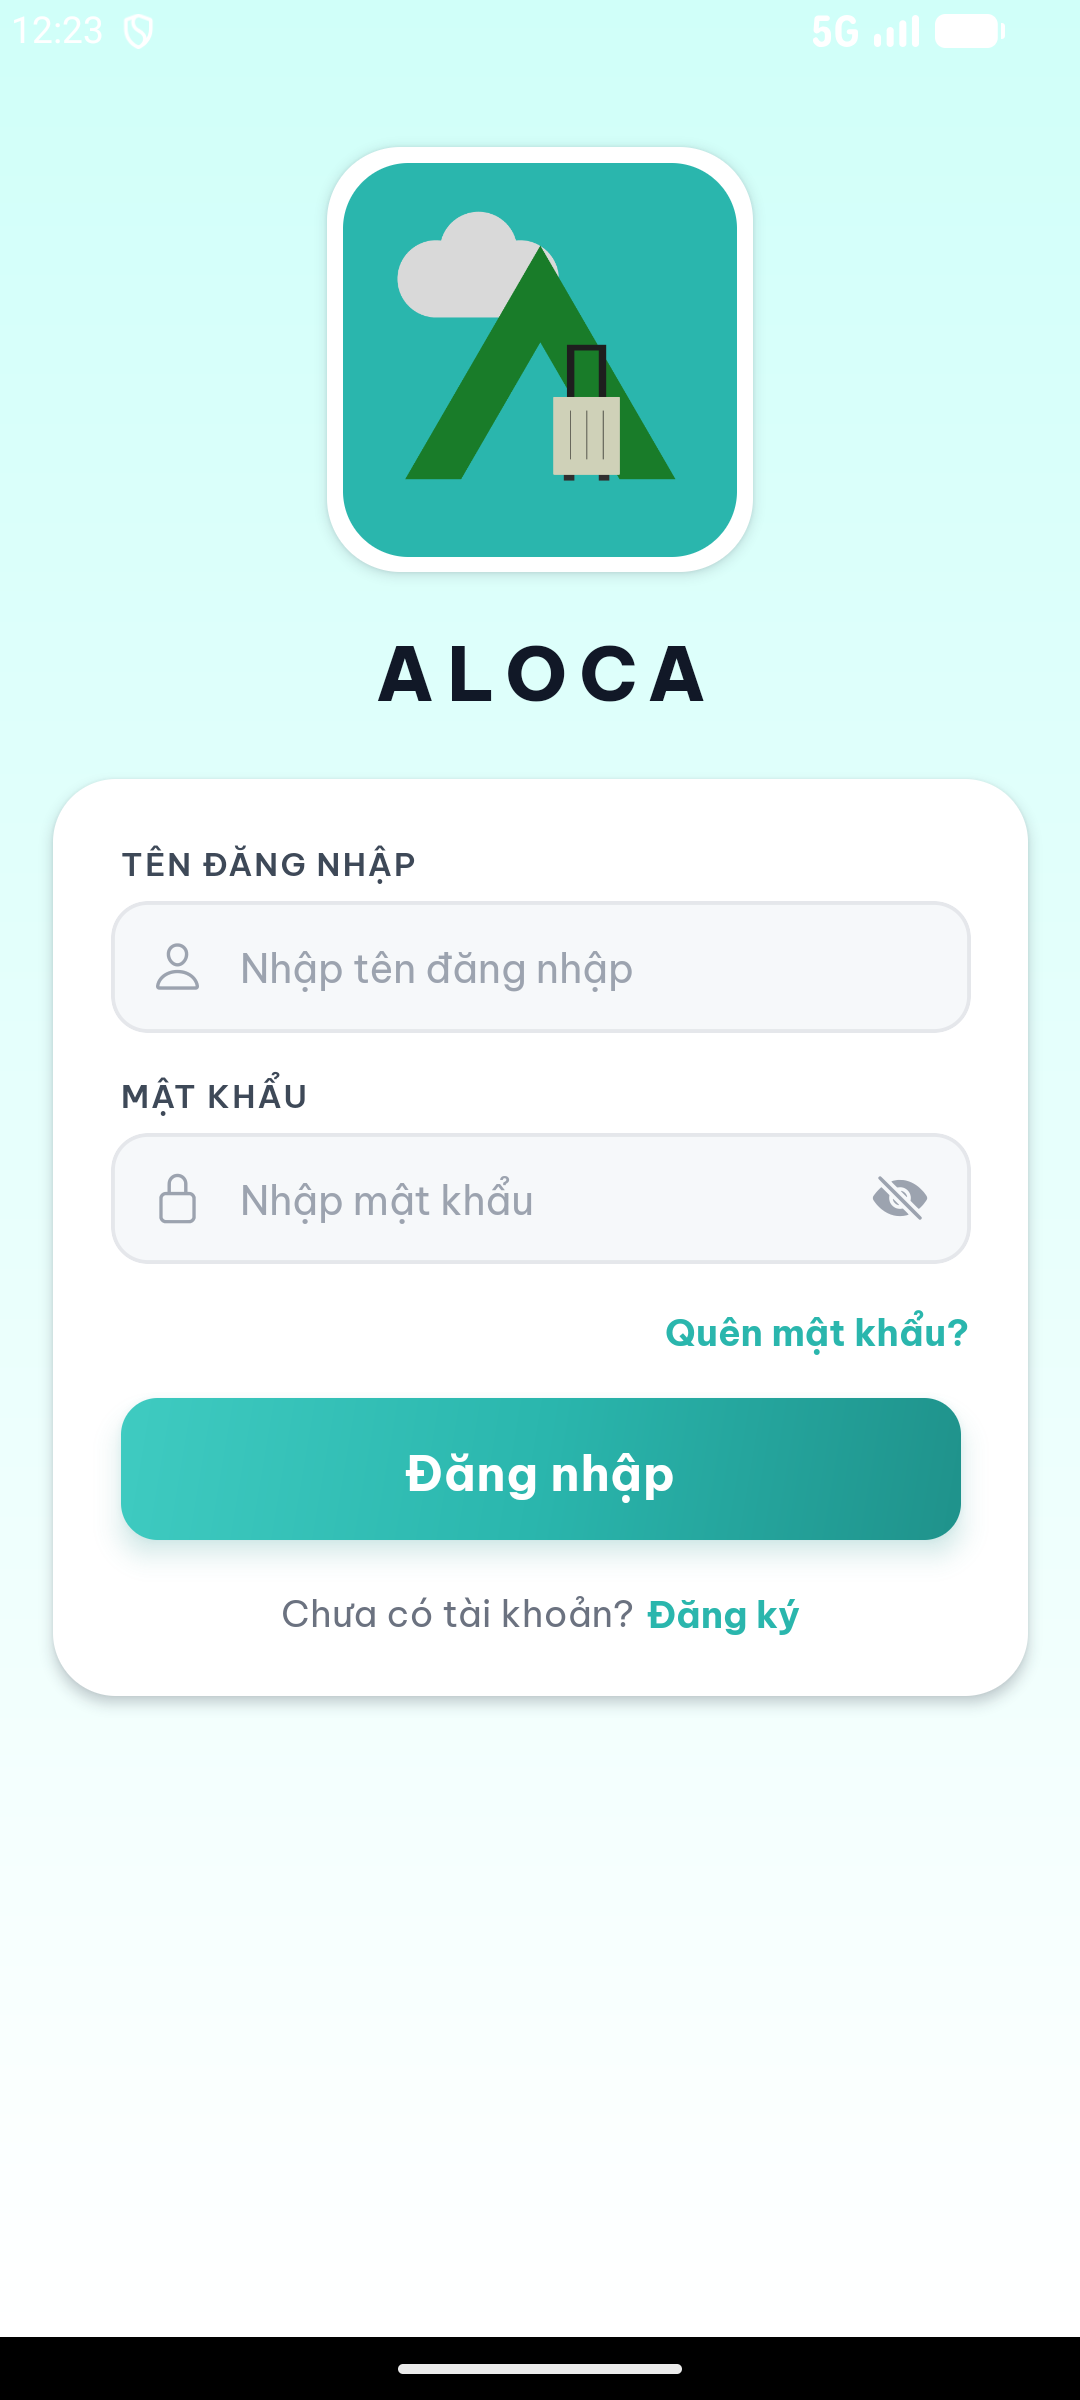 12:23
5G
ALOCA
TÊN ĐĂNG NHẬP
Nhập tên đăng nhập
MẬT KHẨU
Nhập mật khẩu
Quên mật khẩu?
Đăng nhập
Chưa có tài khoản? Đăng ký